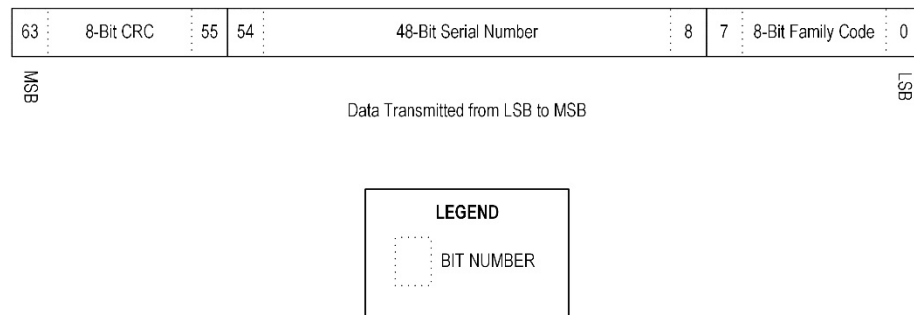 63 8-Bit CRC 55 54 48-Bit Serial Number 8 7 8-Bit Family Code 0
MSB LSB
Data Transmitted from LSB to MSB
LEGEND
BIT NUMBER